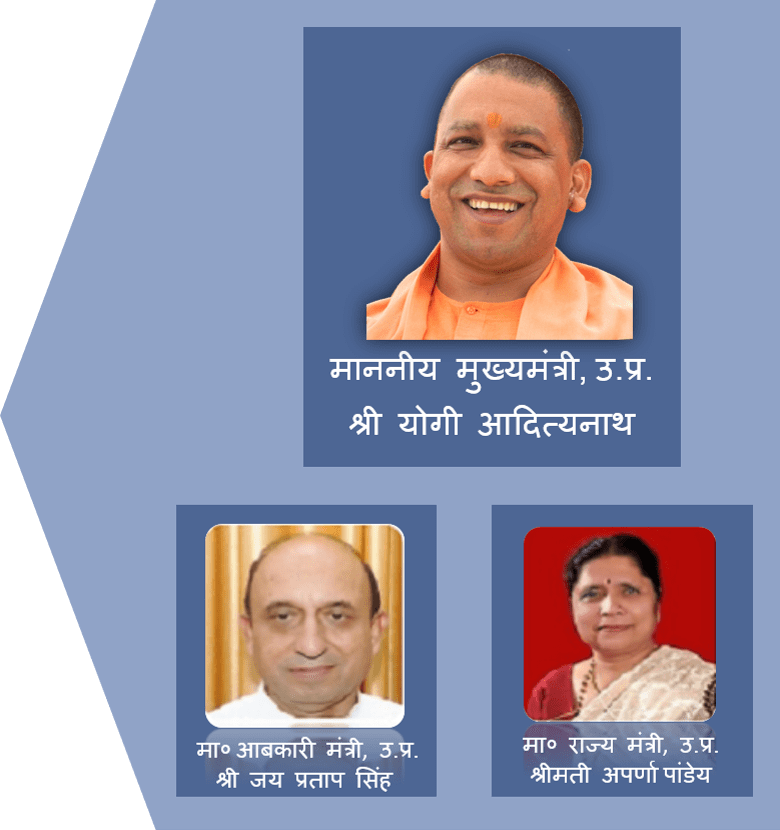 माननीय मुख्यमंत्री, उ.प्र.
श्री योगी आदित्यनाथ
मा० आबकारी मंत्री, उ.प्र.
श्री जय प्रताप सिंह
मा० राज्य मंत्री, उ.प्र.
श्रीमती अपर्णा पांडेय